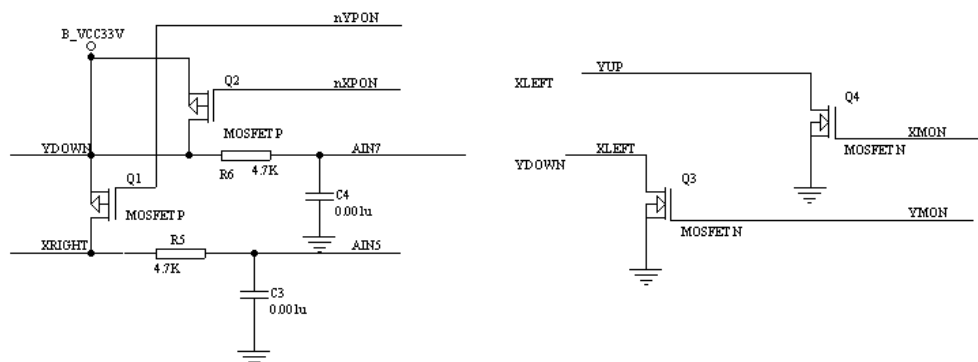 nYPON
B_VCC33V
Q2
nXPON
MOSFET P
YDOWN
AIN7
R6
4.7K
Q1
C4
0.001u
MOSFET P
XRIGHT
R5
AIN5
4.7K
C3
0.001u
YUP
XLEFT
Q4
XMON
MOSFET N
XLEFT
YDOWN
Q3
YMON
MOSFET N